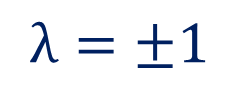 λ = ±1